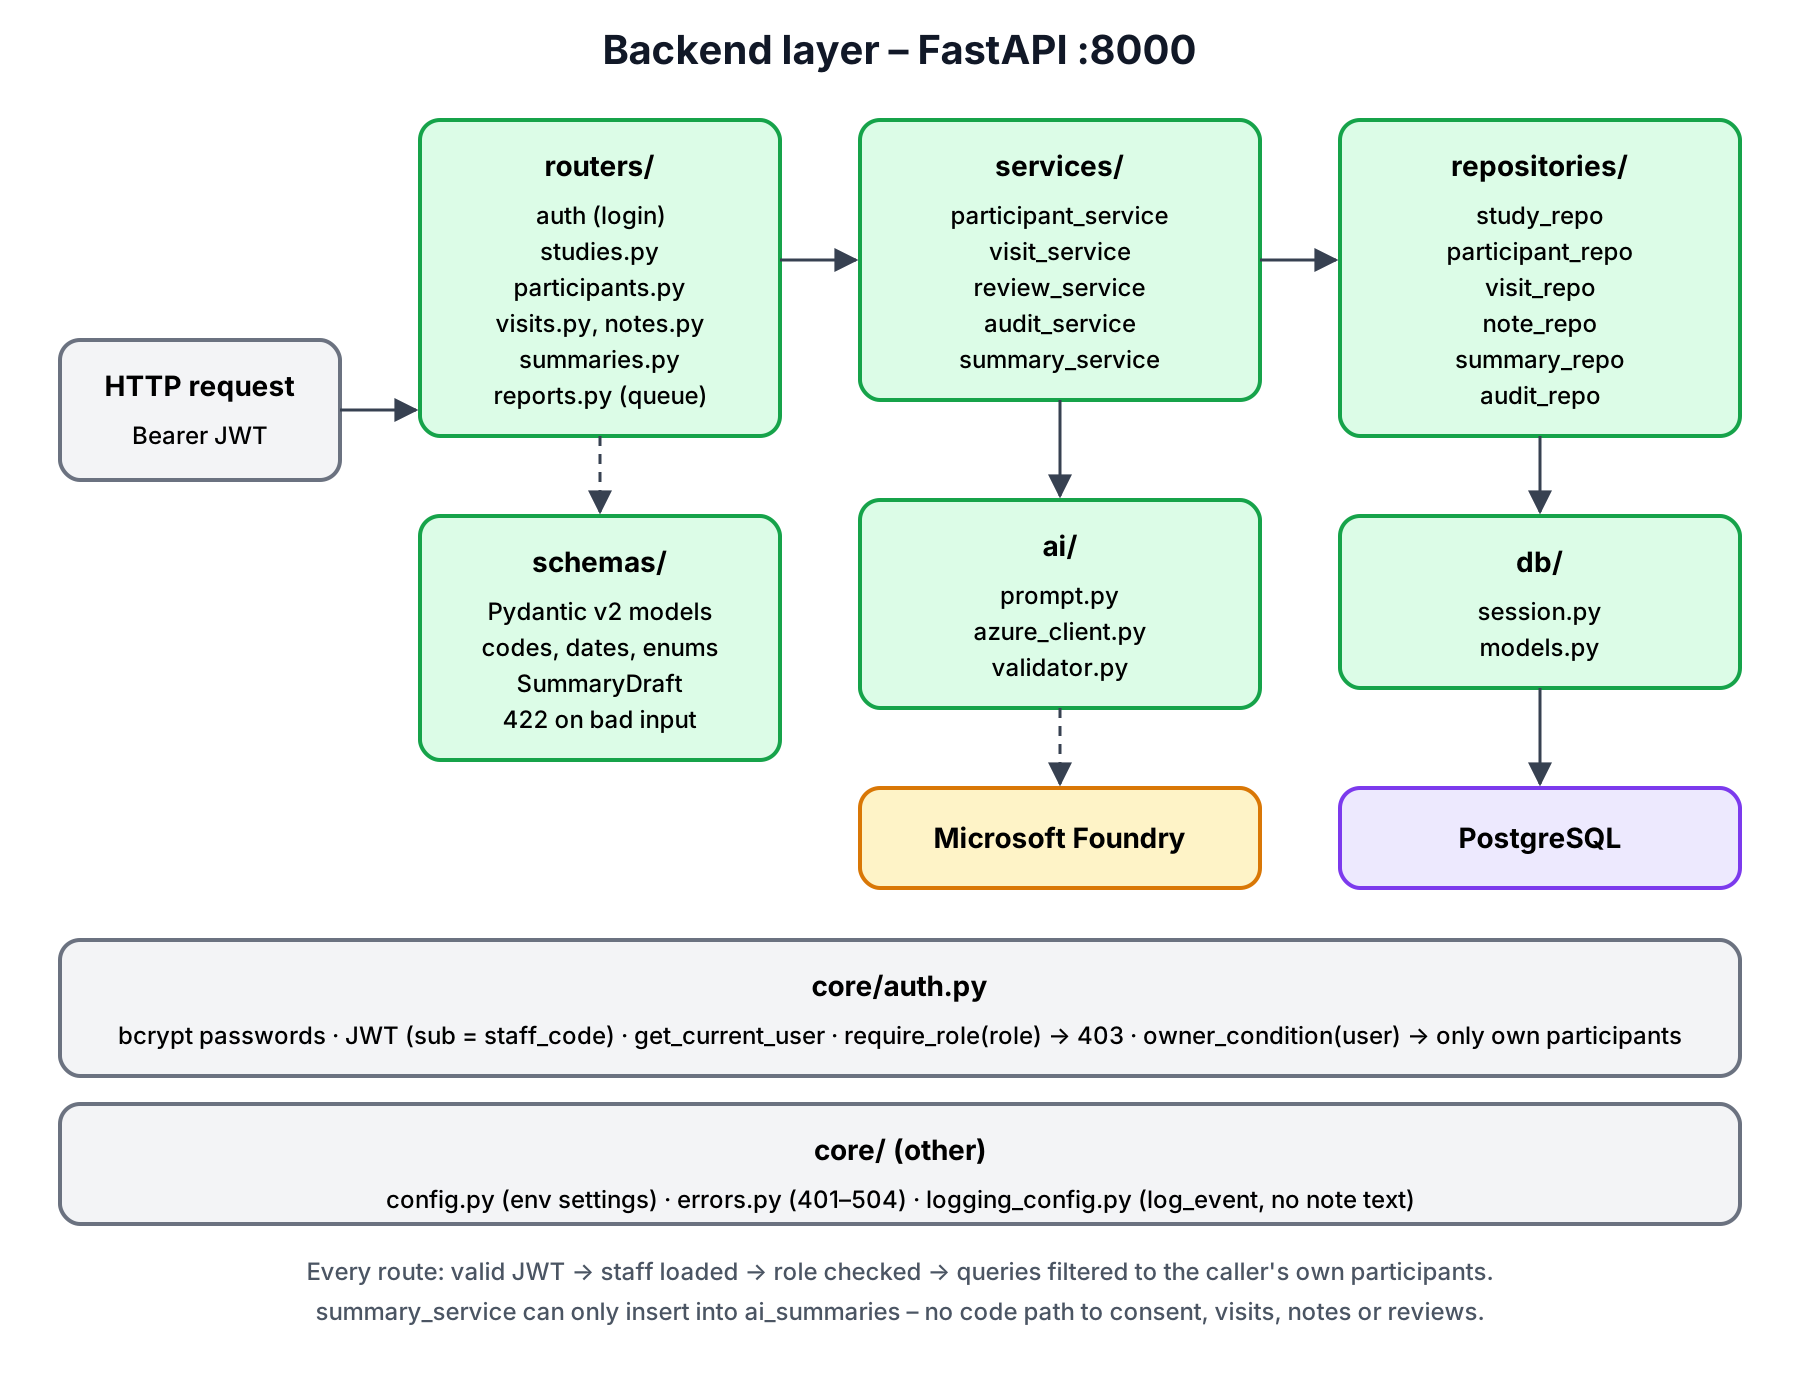 Backend layer – FastAPI :8000
HTTP request
Bearer JWT
routers/
auth (login)
studies.py
participants.py
visits.py, notes.py
summaries.py
reports.py (queue)
services/
participant_service
visit_service
review_service
audit_service
summary_service
repositories/
study_repo
participant_repo
visit_repo
note_repo
summary_repo
audit_repo
schemas/
Pydantic v2 models
codes, dates, enums
SummaryDraft
422 on bad input
ai/
prompt.py
azure_client.py
validator.py
db/
session.py
models.py
Microsoft Foundry
PostgreSQL
core/auth.py
bcrypt passwords · JWT (sub = staff_code) · get_current_user · require_role(role) → 403 · owner_condition(user) → only own participants
core/ (other)
config.py (env settings) · errors.py (401–504) · logging_config.py (log_event, no note text)
Every route: valid JWT → staff loaded → role checked → queries filtered to the caller's own participants.
summary_service can only insert into ai_summaries – no code path to consent, visits, notes or reviews.